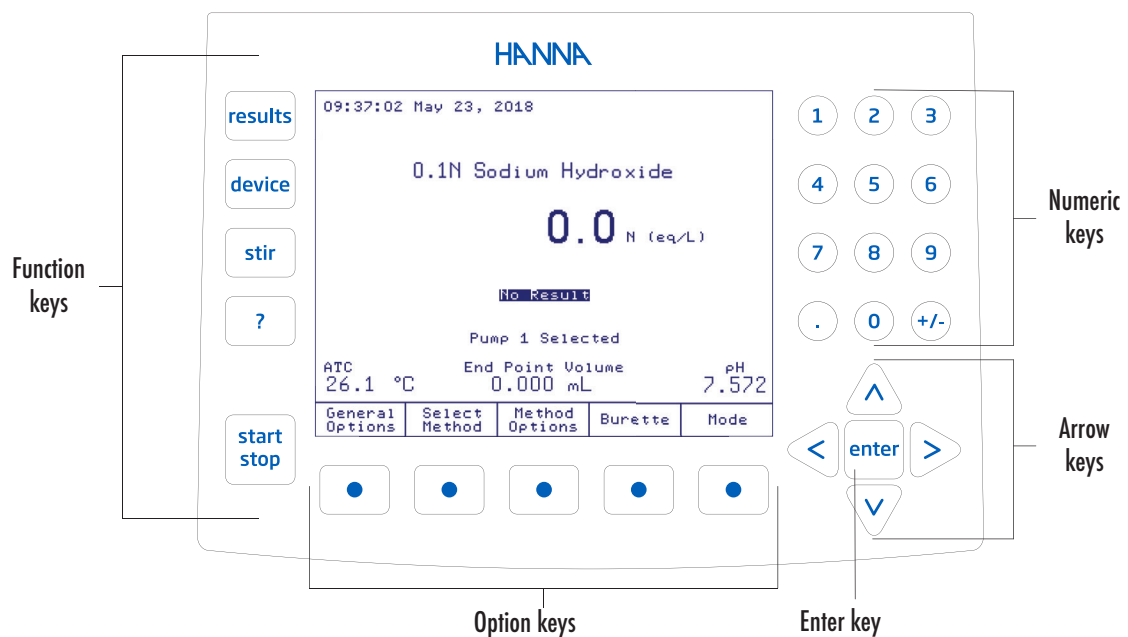 HANNA
results
device
stir
?
start
stop
09:37:02 May 23, 2018
0.1N Sodium Hydroxide
0.0 N (eq/L)
No Result
Pump 1 Selected
ATC End Point Volume pH
26.1 °C 0.000 mL 7.572
General Options
Select Method
Method Options
Burette
Mode
1 2 3
4 5 6
7 8 9
. 0 +/-
enter
Function
keys
Numeric
keys
Arrow
keys
Option keys
Enter key